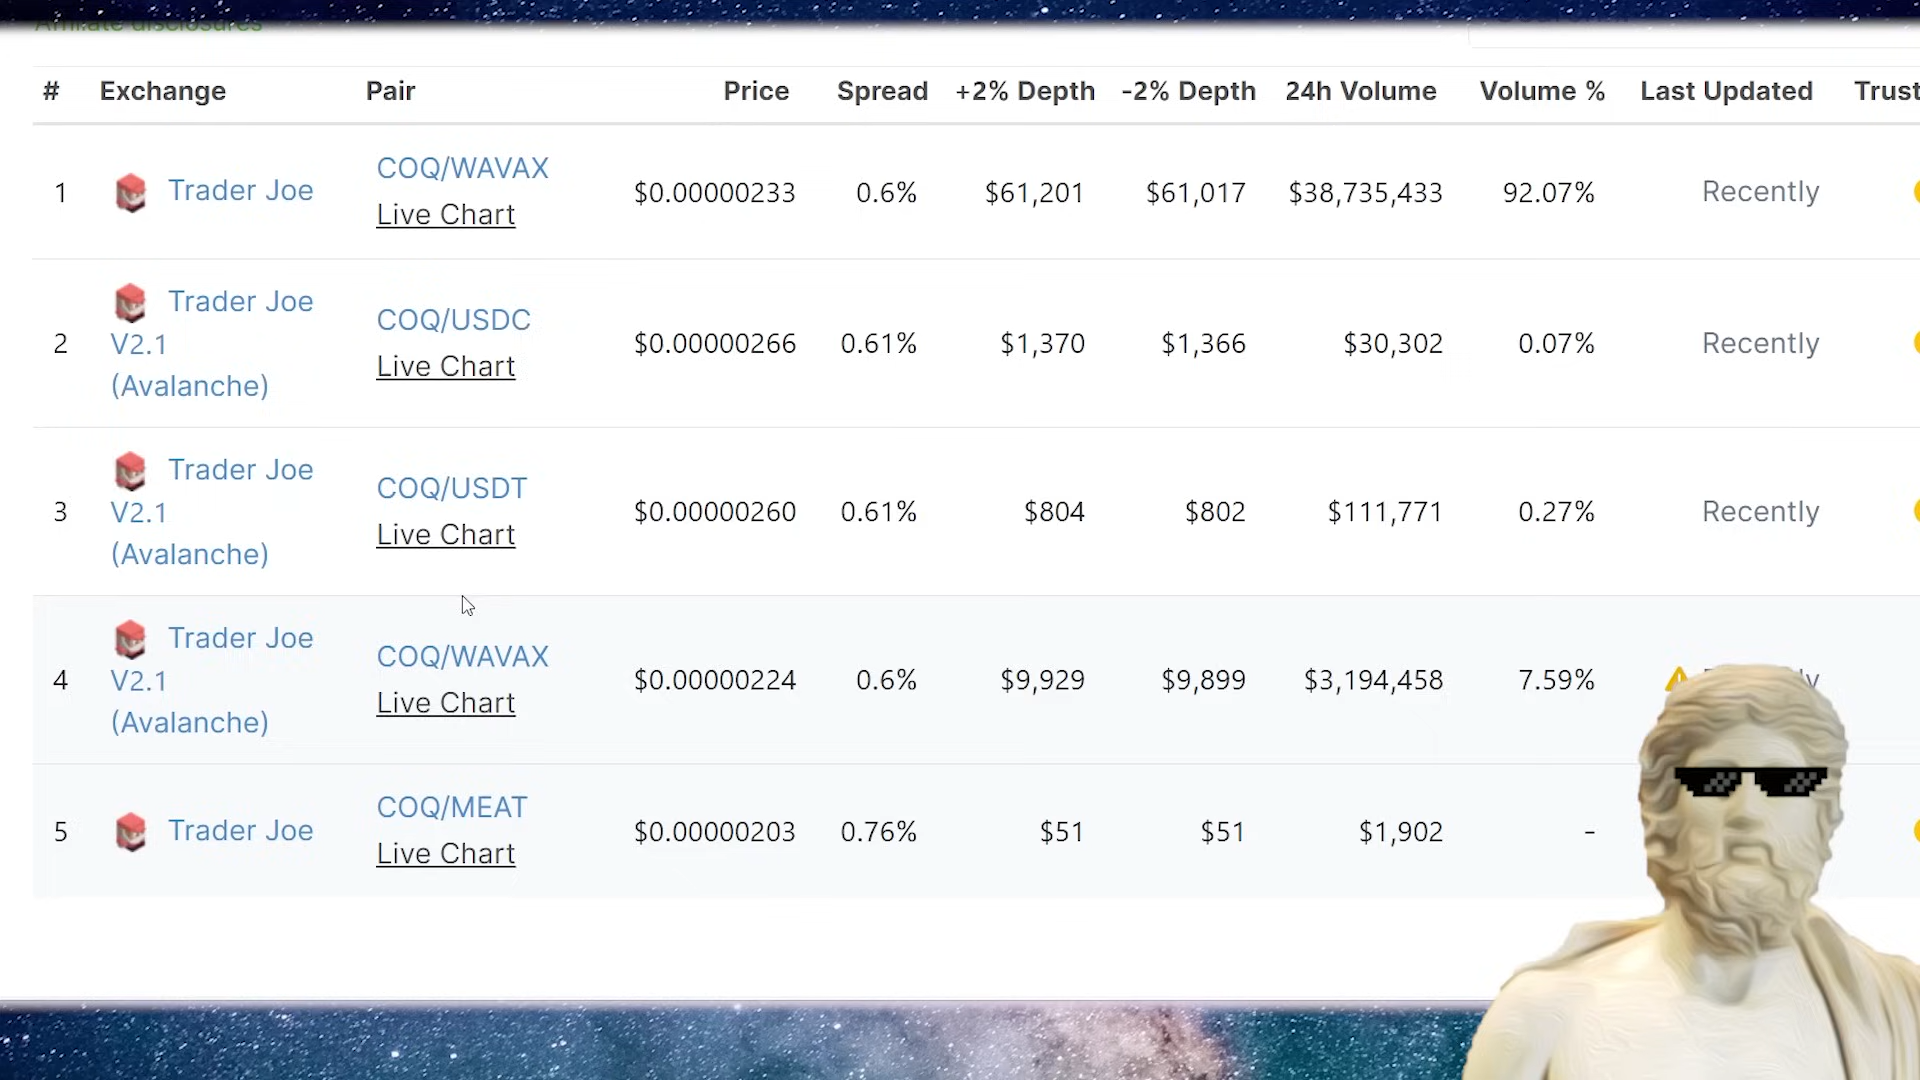 Affiliate disclosures
# Exchange Pair Price Spread +2% Depth -2% Depth 24h Volume Volume % Last Updated Trust
1 Trader Joe COQ/WAVAX $0.00000233 0.6% $61,201 $61,017 $38,735,433 92.07% Recently
Live Chart
2 Trader Joe V2.1 (Avalanche) COQ/USDC $0.00000266 0.61% $1,370 $1,366 $30,302 0.07% Recently
Live Chart
3 Trader Joe V2.1 (Avalanche) COQ/USDT $0.00000260 0.61% $804 $802 $111,771 0.27% Recently
Live Chart
4 Trader Joe V2.1 (Avalanche) COQ/WAVAX $0.00000224 0.6% $9,929 $9,899 $3,194,458 7.59%
Live Chart
5 Trader Joe COQ/MEAT $0.00000203 0.76% $51 $51 $1,902 -
Live Chart